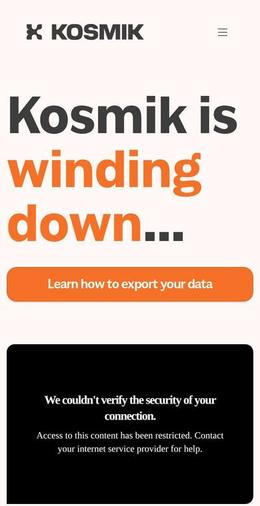 KOSMIK
Kosmik is
winding
down...
Learn how to export your data
We couldn't verify the security of your
connection.
Access to this content has been restricted. Contact
your internet service provider for help.